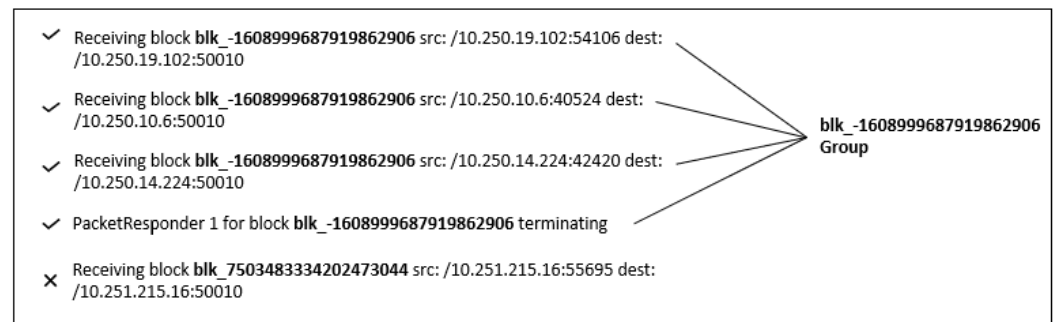 Receiving block blk_-1608999687919862906 src: /10.250.19.102:54106 dest:
/10.250.19.102:50010
Receiving block blk_-1608999687919862906 src: /10.250.10.6:40524 dest:
/10.250.10.6:50010
Receiving block blk_-1608999687919862906 src: /10.250.14.224:42420 dest:
/10.250.14.224:50010
PacketResponder 1 for block blk_-1608999687919862906 terminating
Receiving block blk_7503483334202473044 src: /10.251.215.16:55695 dest:
/10.251.215.16:50010
blk_-1608999687919862906
Group